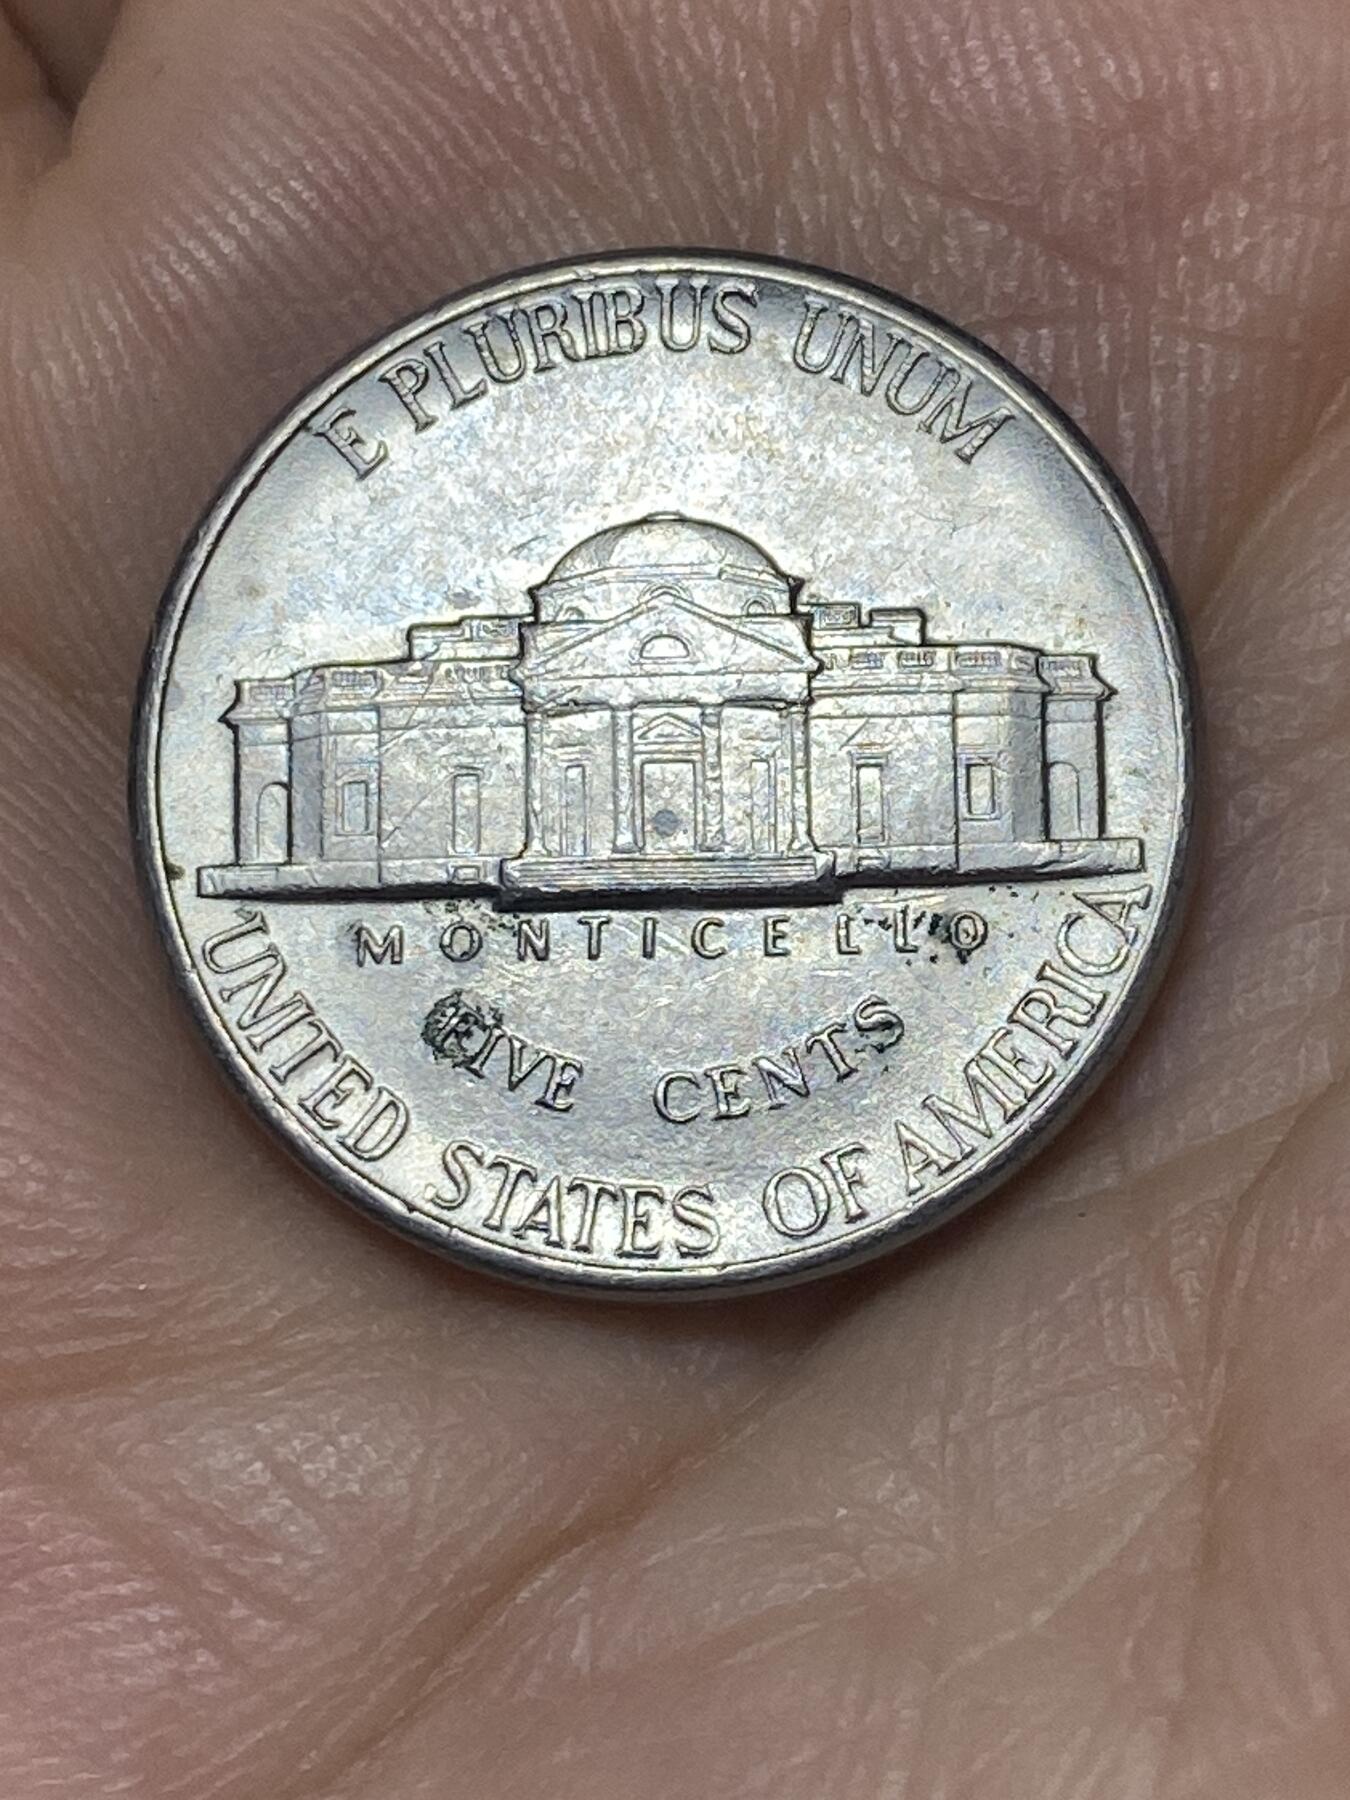 E PLURIBUS UNUM
MONTICELLO
FIVE CENTS
UNITED STATES OF AMERICA